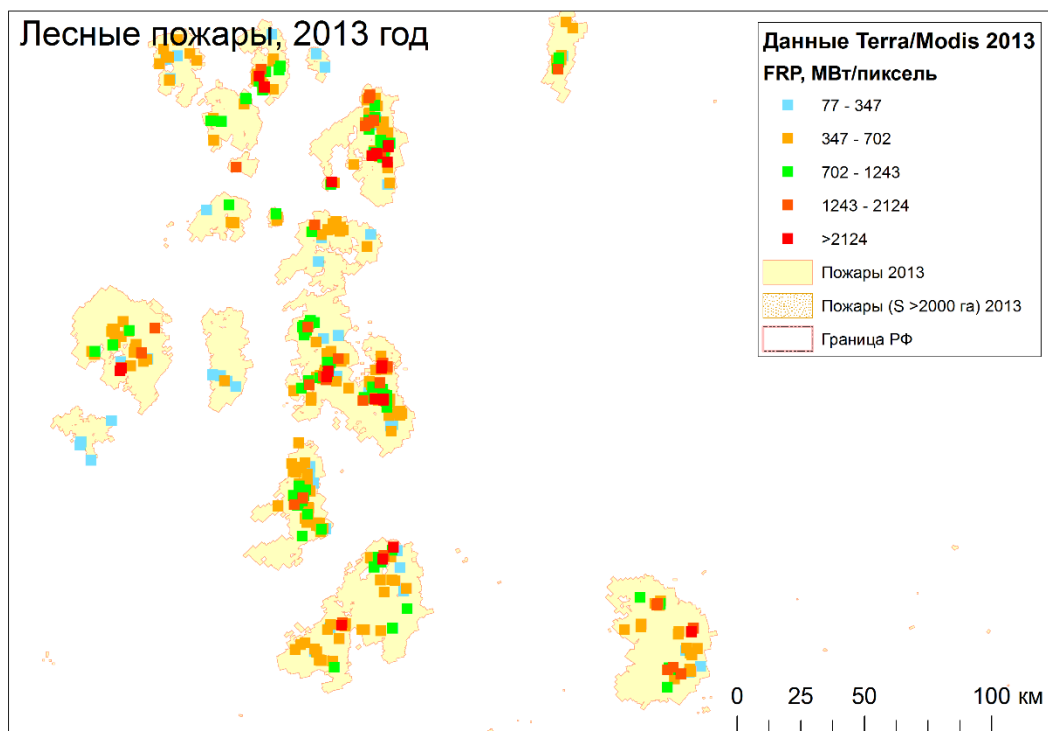 Лесные пожары, 2013 год
Данные Terra/Modis 2013
FRP, МВт/пиксель
77 - 347
347 - 702
702 - 1243
1243 - 2124
>2124
Пожары 2013
Пожары (S >2000 га) 2013
Граница РФ
0 25 50 100 км